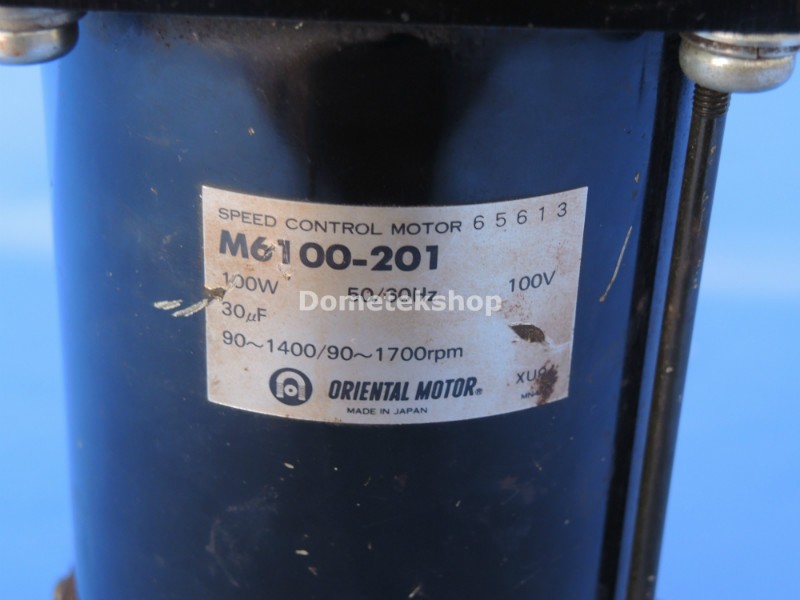 SPEED CONTROL MOTOR 65613
M6100-201
100W 50/60Hz 100V
30μF
90~1400/90~1700rpm
ORIENTAL MOTOR®
MADE IN JAPAN
Dometekshop